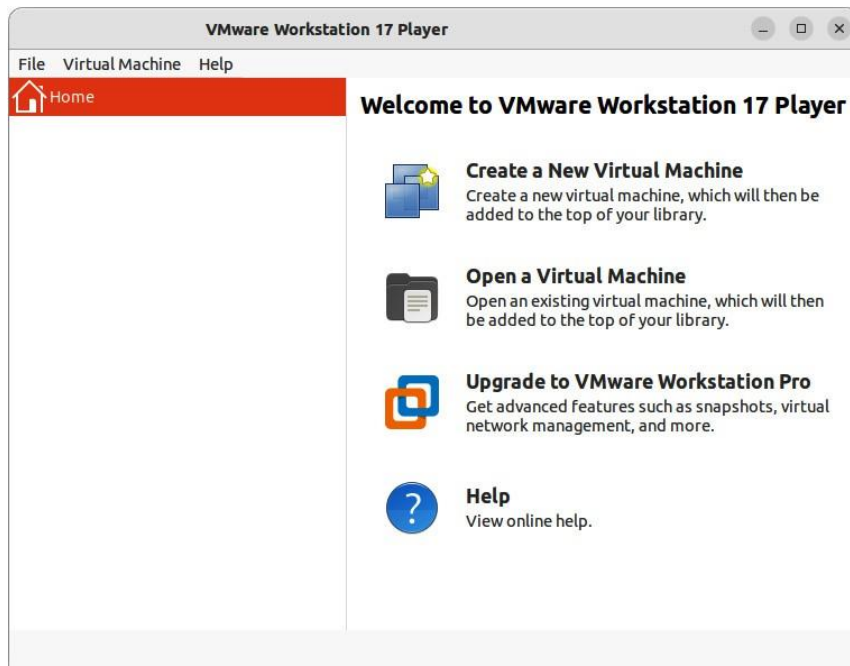 VMware Workstation 17 Player
File Virtual Machine Help
Home
Welcome to VMware Workstation 17 Player
Create a New Virtual Machine
Create a new virtual machine, which will then be
added to the top of your library.
Open a Virtual Machine
Open an existing virtual machine, which will then
be added to the top of your library.
Upgrade to VMware Workstation Pro
Get advanced features such as snapshots, virtual
network management, and more.
?
Help
View online help.